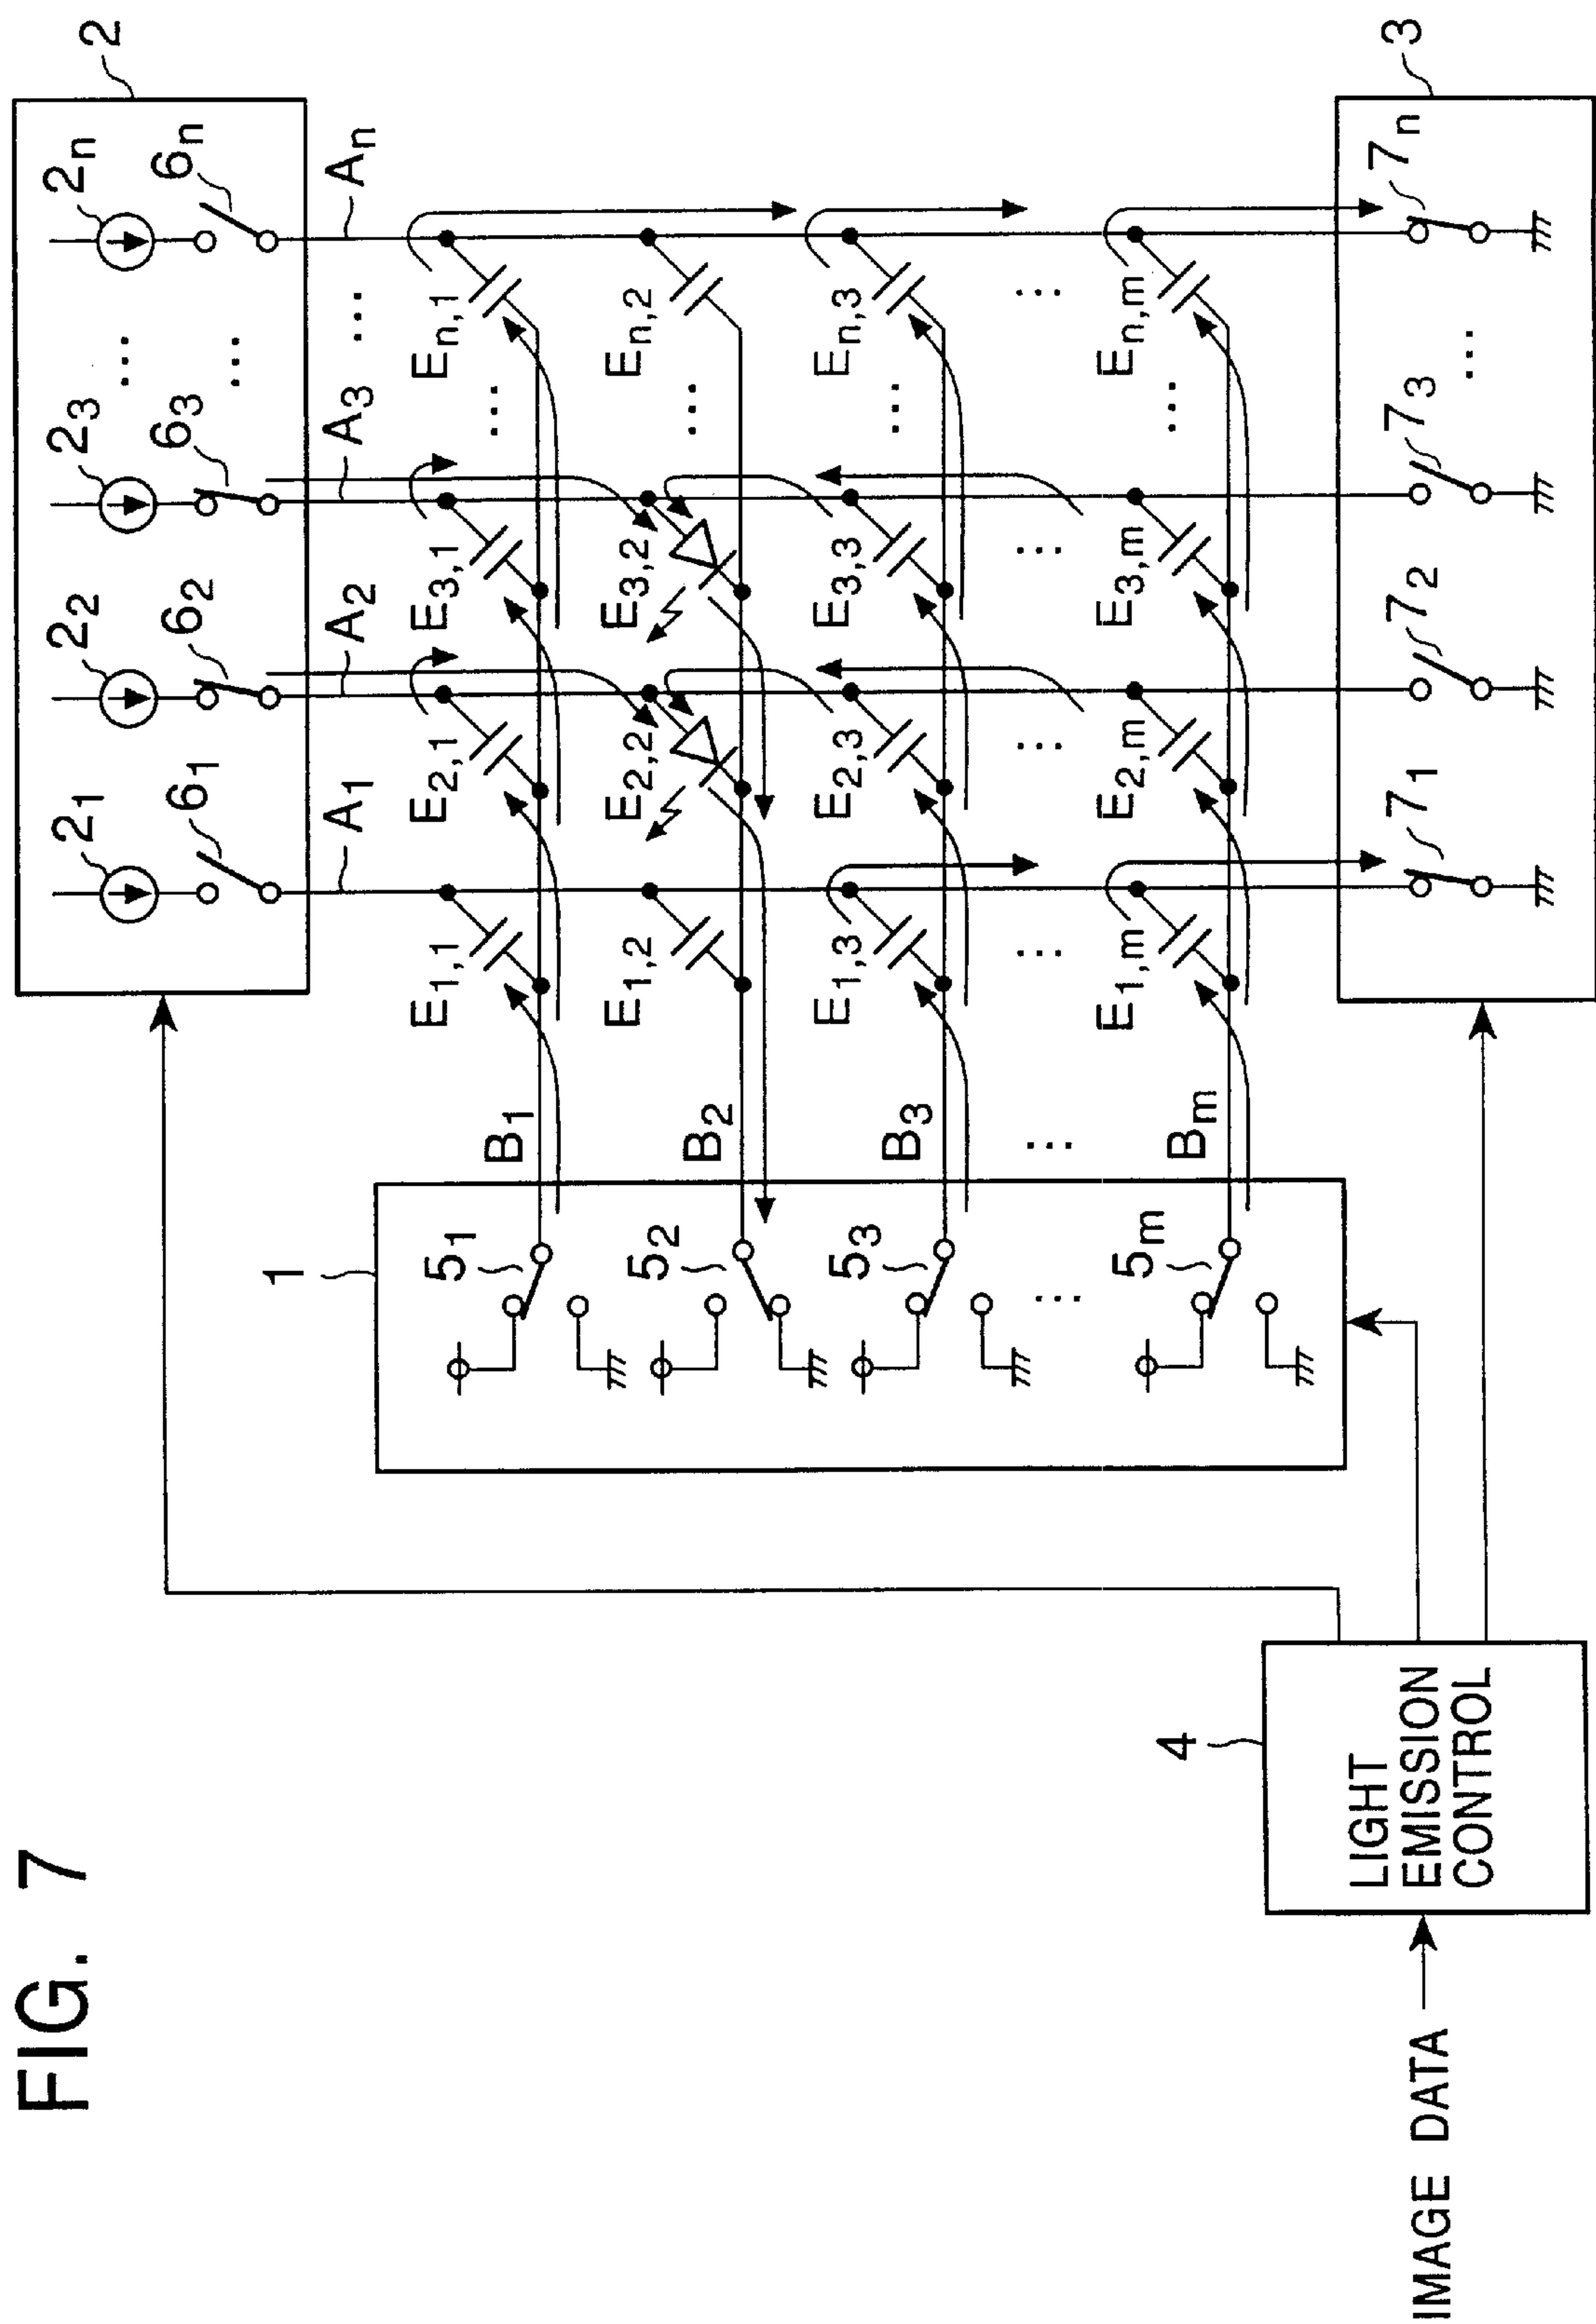 FIG. 7
2
2₁ 2₂ 2₃ ... 2ₙ
6₁ 6₂ 6₃ ... 6ₙ
A₁ A₂ A₃ ... Aₙ
1
5₁ B₁ E₁,₁ E₂,₁ E₃,₁ ... Eₙ,₁
5₂ B₂ E₁,₂ E₂,₂ E₃,₂ ... Eₙ,₂
5₃ B₃ E₁,₃ E₂,₃ E₃,₃ ... Eₙ,₃
... ... ... ... ... ...
5ₘ Bₘ E₁,ₘ E₂,ₘ E₃,ₘ ... Eₙ,ₘ
7₁ 7₂ 7₃ ... 7ₙ
3
4
LIGHT
EMISSION
CONTROL
IMAGE DATA